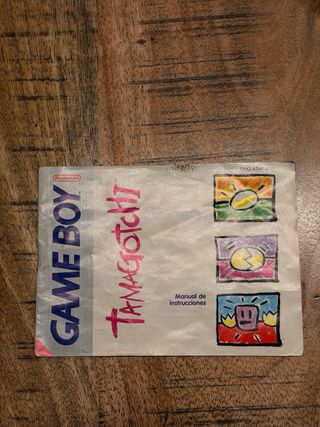 Nintendo
GAME BOY
TAMAGOTCHI
Manual de
instrucciones